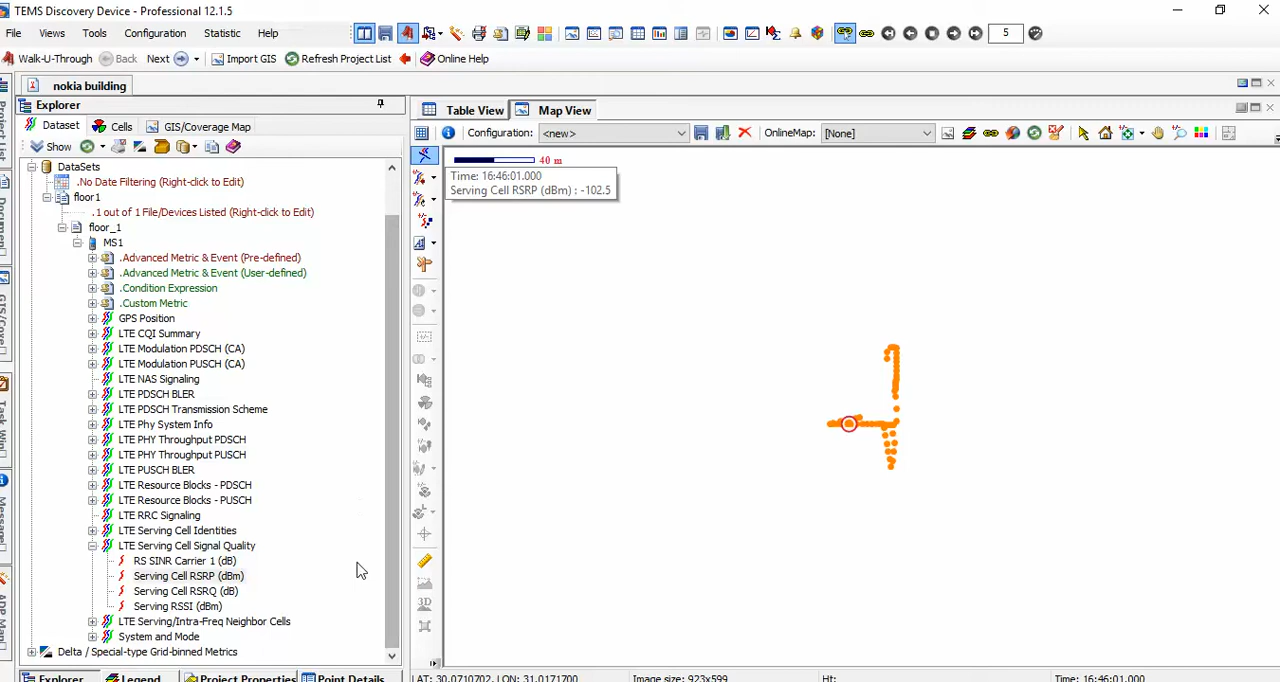 TEMS Discovery Device - Professional 12.1.5
File Views Tools Configuration Statistic Help 5
Walk-U-Through Back Next Import GIS Refresh Project List Online Help
nokia building
Explorer
Table View Map View
Dataset Cells GIS/Coverage Map
Configuration: <new> OnlineMap: [None]
Show
40 m
Time: 16:46:01.000
Serving Cell RSRP (dBm) : -102.5
DataSets
.No Date Filtering (Right-click to Edit)
floor1
.1 out of 1 File/Devices Listed (Right-click to Edit)
floor_1
MS1
.Advanced Metric & Event (Pre-defined)
.Advanced Metric & Event (User-defined)
.Condition Expression
.Custom Metric
GPS Position
LTE CQI Summary
LTE Modulation PDSCH (CA)
LTE Modulation PUSCH (CA)
LTE NAS Signaling
LTE PDSCH BLER
LTE PDSCH Transmission Scheme
LTE Phy System Info
LTE PHY Throughput PDSCH
LTE PHY Throughput PUSCH
LTE PUSCH BLER
LTE Resource Blocks - PDSCH
LTE Resource Blocks - PUSCH
LTE RRC Signaling
LTE Serving Cell Identities
LTE Serving Cell Signal Quality
RS SINR Carrier 1 (dB)
Serving Cell RSRP (dBm)
Serving Cell RSRQ (dB)
Serving RSSI (dBm)
LTE Serving/Intra-Freq Neighbor Cells
System and Mode
Delta / Special-type Grid-binned Metrics
Explorer Legend Project Properties Point Details
LAT: 30.0710702, LON: 31.0171700 Image size: 923x599 Ht: Time: 16:46:01.000